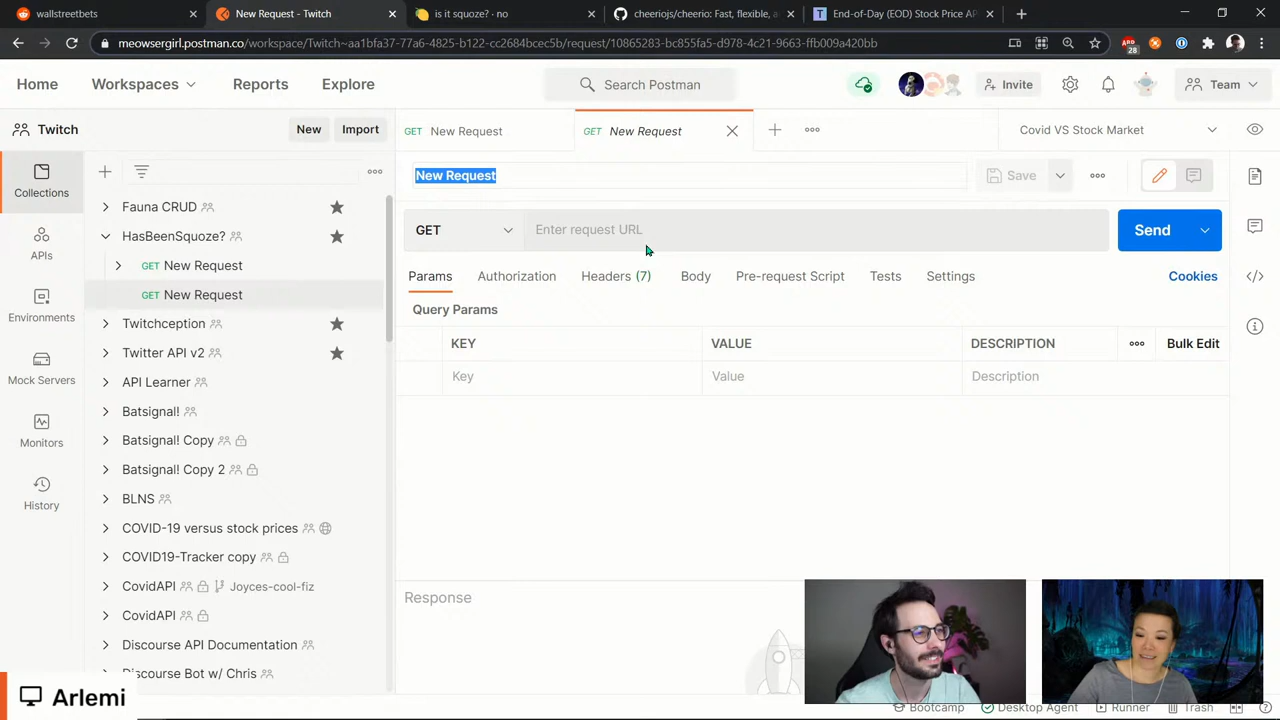 wallstreetbets
New Request - Twitch
is it squoze? · no
cheeriojs/cheerio: Fast, flexible, a
End-of-Day (EOD) Stock Price AP
meowsergirl.postman.co/workspace/Twitch~aa1bfa37-77a6-4825-b122-cc2684bcec5b/request/10865283-bc855fa5-d978-4c21-9663-ffb009a420bb
28
Home
Workspaces
Reports
Explore
Search Postman
Invite
Team
Twitch
New
Import
GET New Request
GET New Request
Covid VS Stock Market
Collections
APIs
Environments
Mock Servers
Monitors
History
Fauna CRUD
HasBeenSquoze?
GET New Request
GET New Request
Twitchception
Twitter API v2
API Learner
Batsignal!
Batsignal! Copy
Batsignal! Copy 2
BLNS
COVID-19 versus stock prices
COVID19-Tracker copy
CovidAPI Joyces-cool-fiz
CovidAPI
Discourse API Documentation
Discourse Bot w/ Chris
New Request
Save
GET
Enter request URL
Send
Params
Authorization
Headers (7)
Body
Pre-request Script
Tests
Settings
Cookies
Query Params
KEY
VALUE
DESCRIPTION
Bulk Edit
Key
Value
Description
Response
Arlemi
Bootcamp
Desktop Agent
Runner
Trash